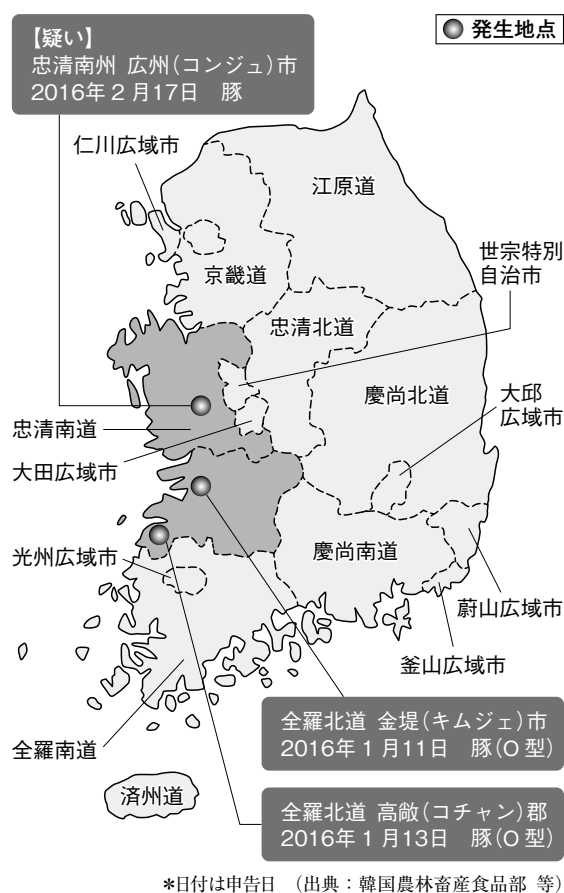 【疑い】
忠清南州 広州(コンジュ)市
2016年2月17日 豚
発生地点
仁川広域市
江原道
世宗特別
自治市
京畿道
忠清北道
慶尚北道
大邱
広域市
忠清南道
大田広域市
光州広域市
慶尚南道
蔚山広域市
釜山広域市
全羅南道
全羅北道 金堤(キムジェ)市
2016年1月11日 豚(O型)
済州道
全羅北道 高敞(コチャン)郡
2016年1月13日 豚(O型)
*日付は申告日 (出典:韓国農林畜産食品部 等)